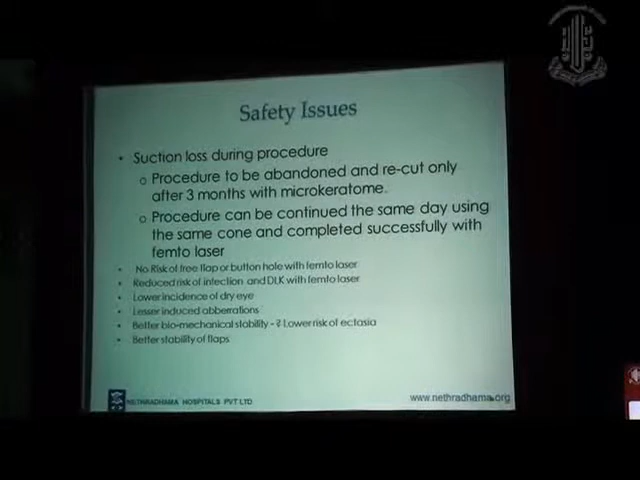 Safety Issues
• Suction loss during procedure
o Procedure to be abandoned and re-cut only
after 3 months with microkeratome.
o Procedure can be continued the same day using
the same cone and completed successfully with
femto laser
• No Risk of free flap or button hole with femto laser
• Reduced risk of infection and DLK with femto laser
• Lower incidence of dry eye
• Lesser induced abberrations
• Better bio-mechanical stability - ? Lower risk of ectasia
• Better stability of flaps
NETHRADHAMA HOSPITALS PVT LTD
www.nethradhama.org